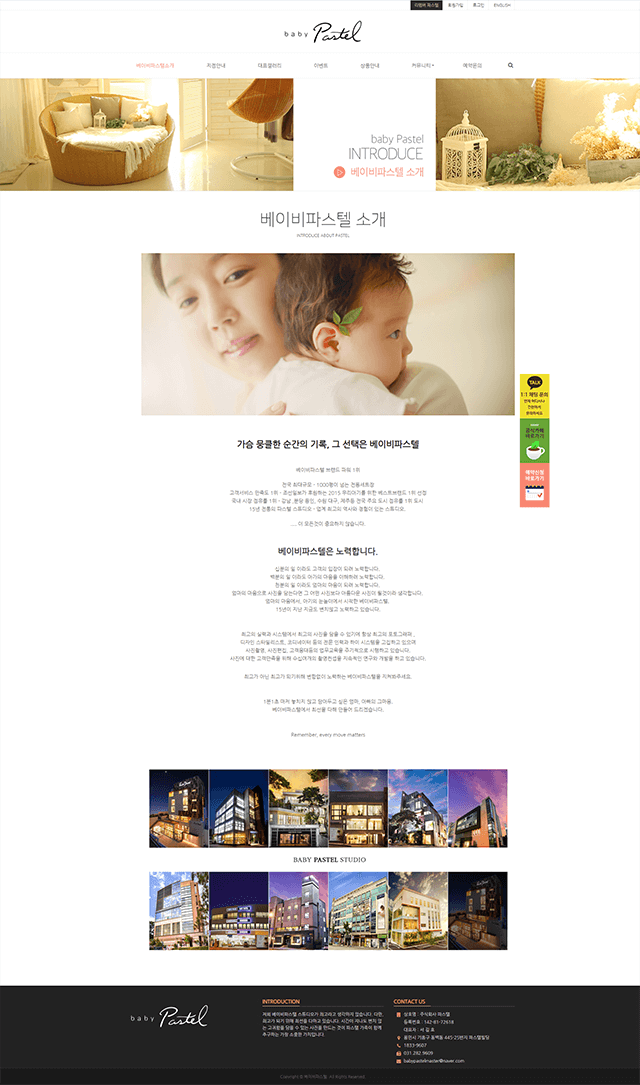 이벤트 파스텔 회원가입 로그인 ENGLISH
baby Pastel
베이비파스텔소개 지점안내 대표갤러리 이벤트 상품안내 커뮤니티 예약문의
baby Pastel
INTRODUCE
베이비파스텔 소개
베이비파스텔 소개
INTRODUCE ABOUT PASTEL
TALK
1:1 채팅 문의
공식카페
바로가기
예약신청
바로가기
가슴 뭉클한 순간의 기록, 그 선택은 베이비파스텔
베이비파스텔 브랜드 파워 1위
전국 최대규모 - 1000평이 넘는 전용세트장
고객서비스 만족도 1위 - 조선일보가 후원하는 2015 우리아기를 위한 베스트브랜드 1위 선정
국내 시장 점유률 1위 - 강남, 분당 용인, 수원 대구, 제주등 전국 주요 도시 점유률 1위 도시
15년 전통의 파스텔 스튜디오 - 업계 최고의 역사와 경험이 있는 스튜디오.
..... 이 모든것이 중요하지 않습니다.
베이비파스텔은 노력합니다.
십분의 일 이라도 고객의 입장이 되려 노력합니다.
백분의 일 이라도 아기의 마음을 이해하려 노력합니다.
천분의 일 이라도 엄마의 마음이 되려 노력합니다.
엄마의 마음으로 사진을 담는다면 그 어떤 사진보다 아름다운 사진이 될것이라 생각합니다.
엄마의 마음에서, 아기의 눈높이에서 시작한 베이비파스텔.
15년이 지난 지금도 변치않고 노력하고 있습니다.
최고의 실력과 시스템에서 최고의 사진을 담을 수 있기에 항상 최고의 포토그래퍼 ,
디자인 스타일리스트, 코디네이터 등의 전문 인력과 하이 시스템을 고집하고 있으며
사진촬영, 사진편집, 고객응대등의 업무교육을 주기적으로 시행하고 있습니다.
사진에 대한 고객만족을 위해 수십여개의 촬영컨셉을 지속적인 연구와 개발을 하고 있습니다.
최고가 아닌 최고가 되기위해 변함없이 노력하는 베이비파스텔을 지켜봐주세요.
1분1초 마저 놓치지 않고 담아두고 싶은 엄마, 아빠의 그마음.
베이비파스텔에서 최선을 다해 만들어 드리겠습니다.
Remember, every move matters
BABY PASTEL STUDIO
baby Pastel
INTRODUCTION
저희 베이비파스텔 스튜디오가 최고라고 생각하지 않습니다. 다만,
최고가 되기 위해 최선을 다하고 있습니다. 시간이 지나도 변치 않
는 고귀함을 담을 수 있는 사진을 만드는 것이 파스텔 가족이 함께
추구하는 가장 소중한 가치입니다.
CONTACT US
상호명 : 주식회사 파스텔
등록번호 : 142-81-72618
대표자 : 서 길 호
용인시 기흥구 동백동 445-2번지 파스텔빌딩
1833-9607
031.282.9609
babypastelmaster@naver.com
Copyright © 베이비파스텔. All Rights Reserved.